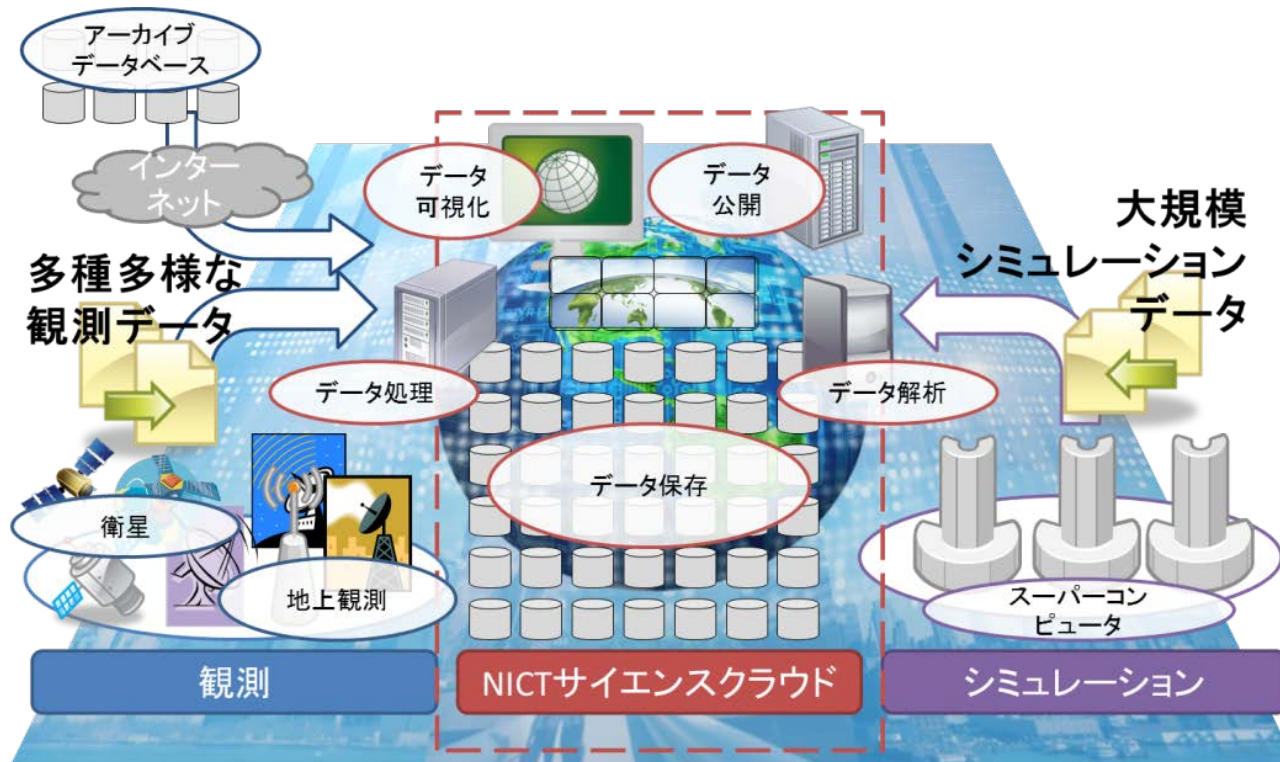 アーカイブ
データベース
インター
ネット
データ
可視化
データ
公開
多種多様な
観測データ
大規模
シミュレーション
データ
データ処理
データ解析
データ保存
衛星
地上観測
スーパーコン
ピュータ
観測
NICTサイエンスクラウド
シミュレーション